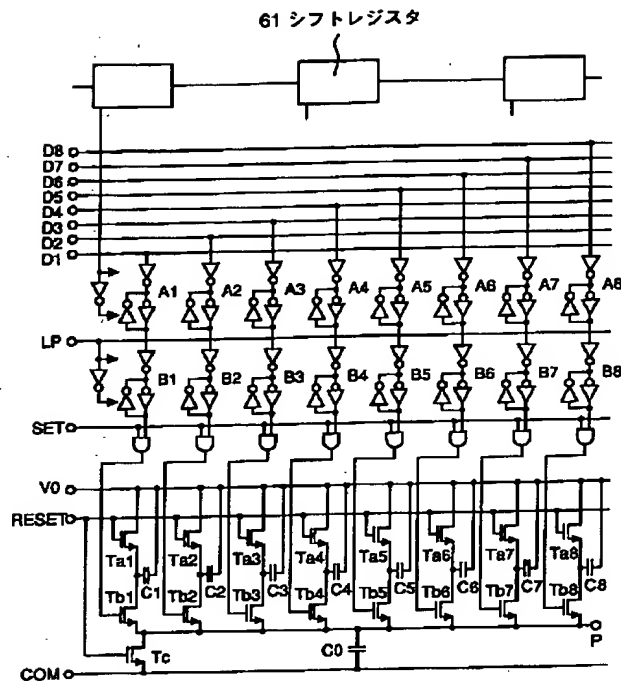 61 シフトレジスタ
D8
D7
D6
D5
D4
D3
D2
D1
A1 A2 A3 A4 A5 A6 A7 A8
LP
B1 B2 B3 B4 B5 B6 B7 B8
SET
V0
RESET
Ta1 Ta2 Ta3 Ta4 Ta5 Ta6 Ta7 Ta8
C1 C2 C3 C4 C5 C6 C7 C8
Tb1 Tb2 Tb3 Tb4 Tb5 Tb6 Tb7 Tb8
P
Tc C0
COM